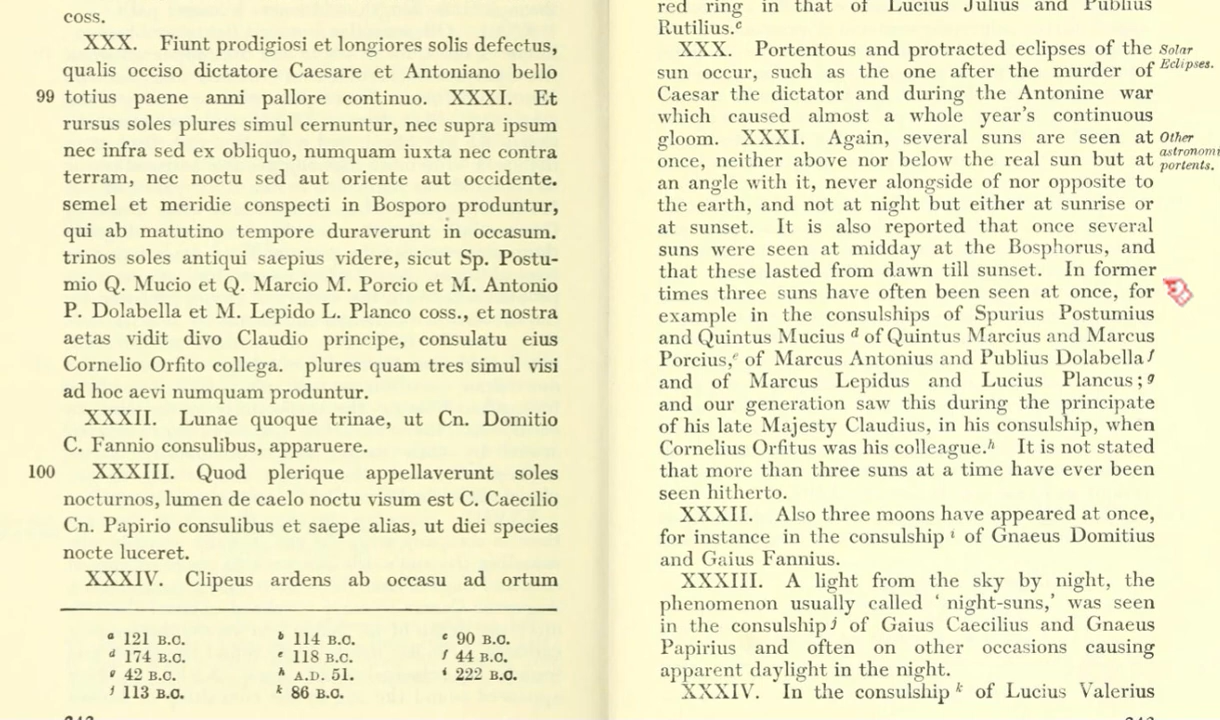 coss.
XXX. Fiunt prodigiosi et longiores solis defectus,
qualis occiso dictatore Caesare et Antoniano bello
99 totius paene anni pallore continuo. XXXI. Et
rursus soles plures simul cernuntur, nec supra ipsum
nec infra sed ex obliquo, numquam iuxta nec contra
terram, nec noctu sed aut oriente aut occidente.
semel et meridie conspecti in Bosporo produntur,
qui ab matutino tempore duraverunt in occasum.
trinos soles antiqui saepius videre, sicut Sp. Postu-
mio Q. Mucio et Q. Marcio M. Porcio et M. Antonio
P. Dolabella et M. Lepido L. Planco coss., et nostra
aetas vidit divo Claudio principe, consulatu eius
Cornelio Orfito collega. plures quam tres simul visi
ad hoc aevi numquam produntur.
XXXII. Lunae quoque trinae, ut Cn. Domitio
C. Fannio consulibus, apparuere.
100 XXXIII. Quod plerique appellaverunt soles
nocturnos, lumen de caelo noctu visum est C. Caecilio
Cn. Papirio consulibus et saepe alias, ut diei species
nocte luceret.
XXXIV. Clipeus ardens ab occasu ad ortum
a 121 B.C. b 114 B.C. c 90 B.C.
d 174 B.C. e 118 B.C. f 44 B.C.
g 42 B.C. h A.D. 51. i 222 B.C.
j 113 B.C. k 86 B.C.
red ring in that of Lucius Julius and Publius
Rutilius.c
XXX. Portentous and protracted eclipses of the Solar
sun occur, such as the one after the murder of Eclipses.
Caesar the dictator and during the Antonine war
which caused almost a whole year's continuous
gloom. XXXI. Again, several suns are seen at Other
once, neither above nor below the real sun but at astronomi
portents.
an angle with it, never alongside of nor opposite to
the earth, and not at night but either at sunrise or
at sunset. It is also reported that once several
suns were seen at midday at the Bosphorus, and
that these lasted from dawn till sunset. In former
times three suns have often been seen at once, for
example in the consulships of Spurius Postumius
and Quintus Mucius d of Quintus Marcius and Marcus
Porcius,e of Marcus Antonius and Publius Dolabella f
and of Marcus Lepidus and Lucius Plancus; g
and our generation saw this during the principate
of his late Majesty Claudius, in his consulship, when
Cornelius Orfitus was his colleague.h It is not stated
that more than three suns at a time have ever been
seen hitherto.
XXXII. Also three moons have appeared at once,
for instance in the consulship i of Gnaeus Domitius
and Gaius Fannius.
XXXIII. A light from the sky by night, the
phenomenon usually called ' night-suns,' was seen
in the consulship j of Gaius Caecilius and Gnaeus
Papirius and often on other occasions causing
apparent daylight in the night.
XXXIV. In the consulship k of Lucius Valerius